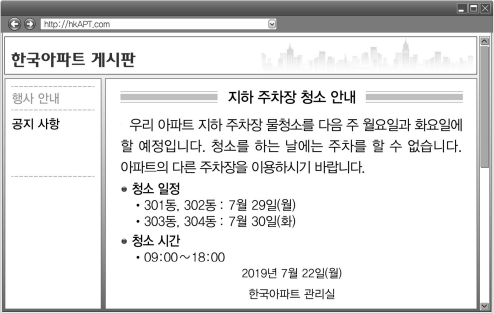 http://hkAPT.com
한국아파트 게시판
행사 안내
공지 사항
지하 주차장 청소 안내
우리 아파트 지하 주차장 물청소를 다음 주 월요일과 화요일에
할 예정입니다. 청소를 하는 날에는 주차를 할 수 없습니다.
아파트의 다른 주차장을 이용하시기 바랍니다.
청소 일정
• 301동, 302동 : 7월 29일(월)
• 303동, 304동 : 7월 30일(화)
청소 시간
• 09:00~18:00
2019년 7월 22일(월)
한국아파트 관리실